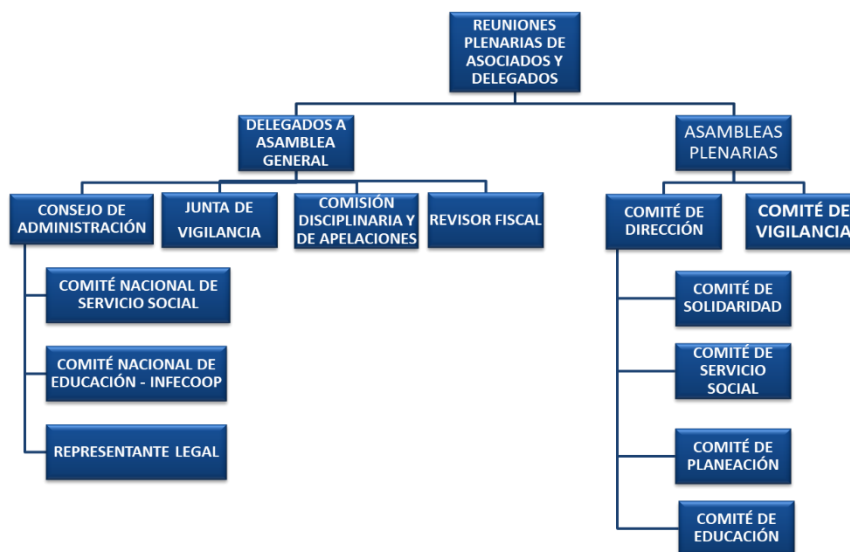 REUNIONES
PLENARIAS DE
ASOCIADOS Y
DELEGADOS
DELEGADOS A
ASAMBLEA
GENERAL
ASAMBLEAS
PLENARIAS
CONSEJO DE
ADMINISTRACIÓN
JUNTA DE
VIGILANCIA
COMISIÓN
DISCIPLINARIA Y
DE APELACIONES
REVISOR FISCAL
COMITÉ DE
DIRECCIÓN
COMITÉ DE
VIGILANCIA
COMITÉ NACIONAL DE
SERVICIO SOCIAL
COMITÉ NACIONAL DE
EDUCACIÓN - INFECOOP
REPRESENTANTE LEGAL
COMITÉ DE
SOLIDARIDAD
COMITÉ DE
SERVICIO
SOCIAL
COMITÉ DE
PLANEACIÓN
COMITÉ DE
EDUCACIÓN